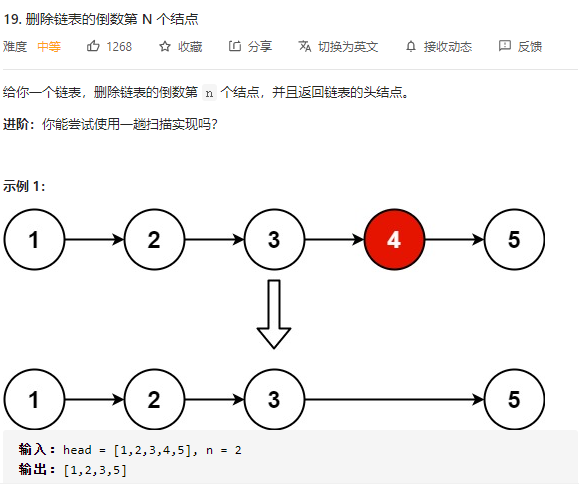 19. 删除链表的倒数第 N 个结点
难度 中等 1268 收藏 分享 切换为英文 接收动态 反馈
给你一个链表，删除链表的倒数第 n 个结点，并且返回链表的头结点。
进阶：你能尝试使用一趟扫描实现吗？
示例 1：
1 2 3 4 5
1 2 3 5
输入：head = [1,2,3,4,5], n = 2
输出：[1,2,3,5]